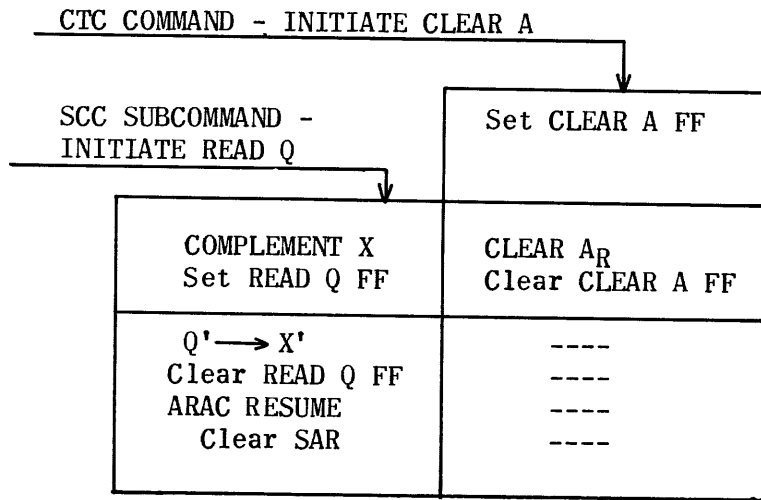 CTC COMMAND - INITIATE CLEAR A
SCC SUBCOMMAND -
INITIATE READ Q
Set CLEAR A FF
COMPLEMENT X
Set READ Q FF
CLEAR A_R
Clear CLEAR A FF
Q' ⟶ X'
Clear READ Q FF
ARAC RESUME
Clear SAR
----
----
----
----